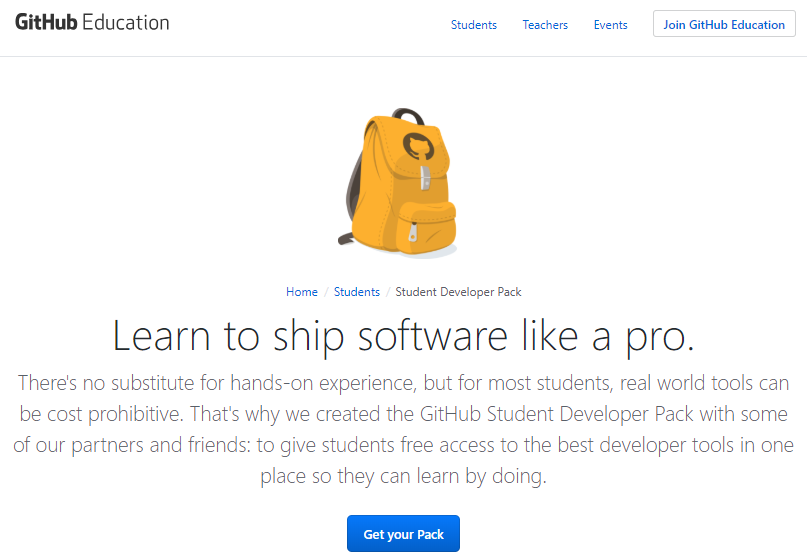 GitHub Education
Students
Teachers
Events
Join GitHub Education
Home / Students / Student Developer Pack
Learn to ship software like a pro.
There's no substitute for hands-on experience, but for most students, real world tools can
be cost prohibitive. That's why we created the GitHub Student Developer Pack with some
of our partners and friends: to give students free access to the best developer tools in one
place so they can learn by doing.
Get your Pack